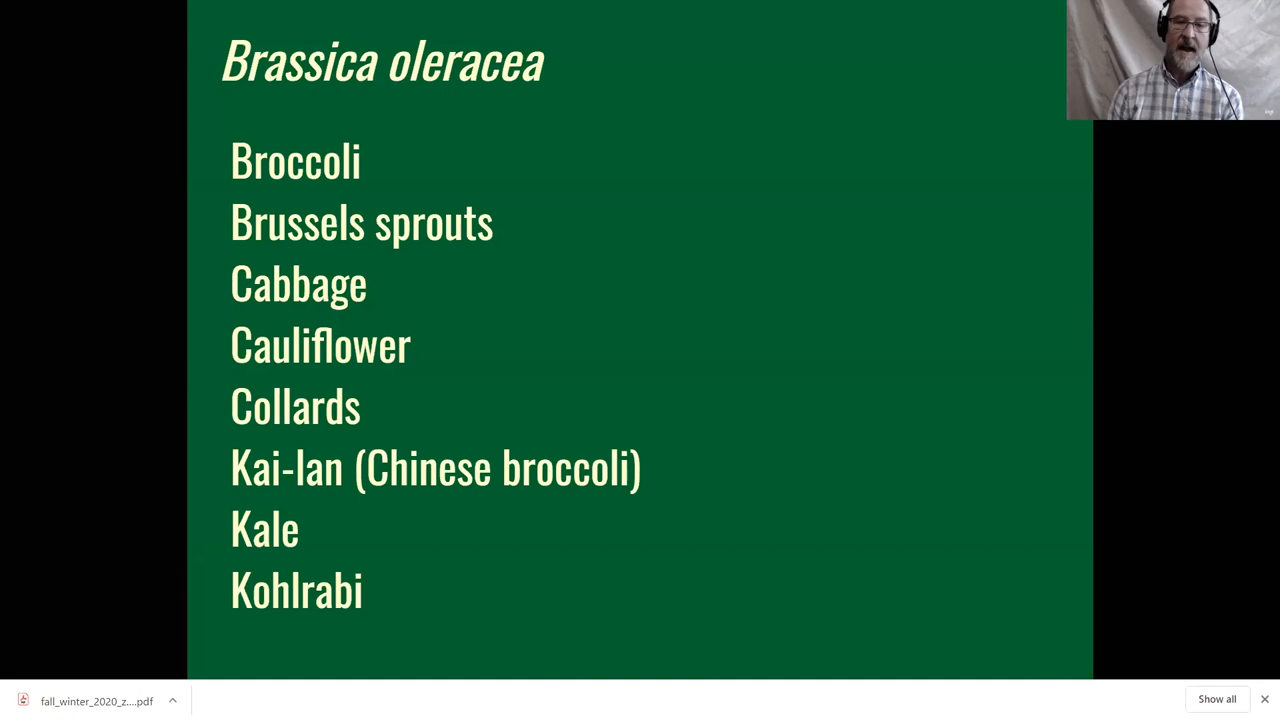 Brassica oleracea
Broccoli
Brussels sprouts
Cabbage
Cauliflower
Collards
Kai-lan (Chinese broccoli)
Kale
Kohlrabi
fall_winter_2020_z....pdf
Show all